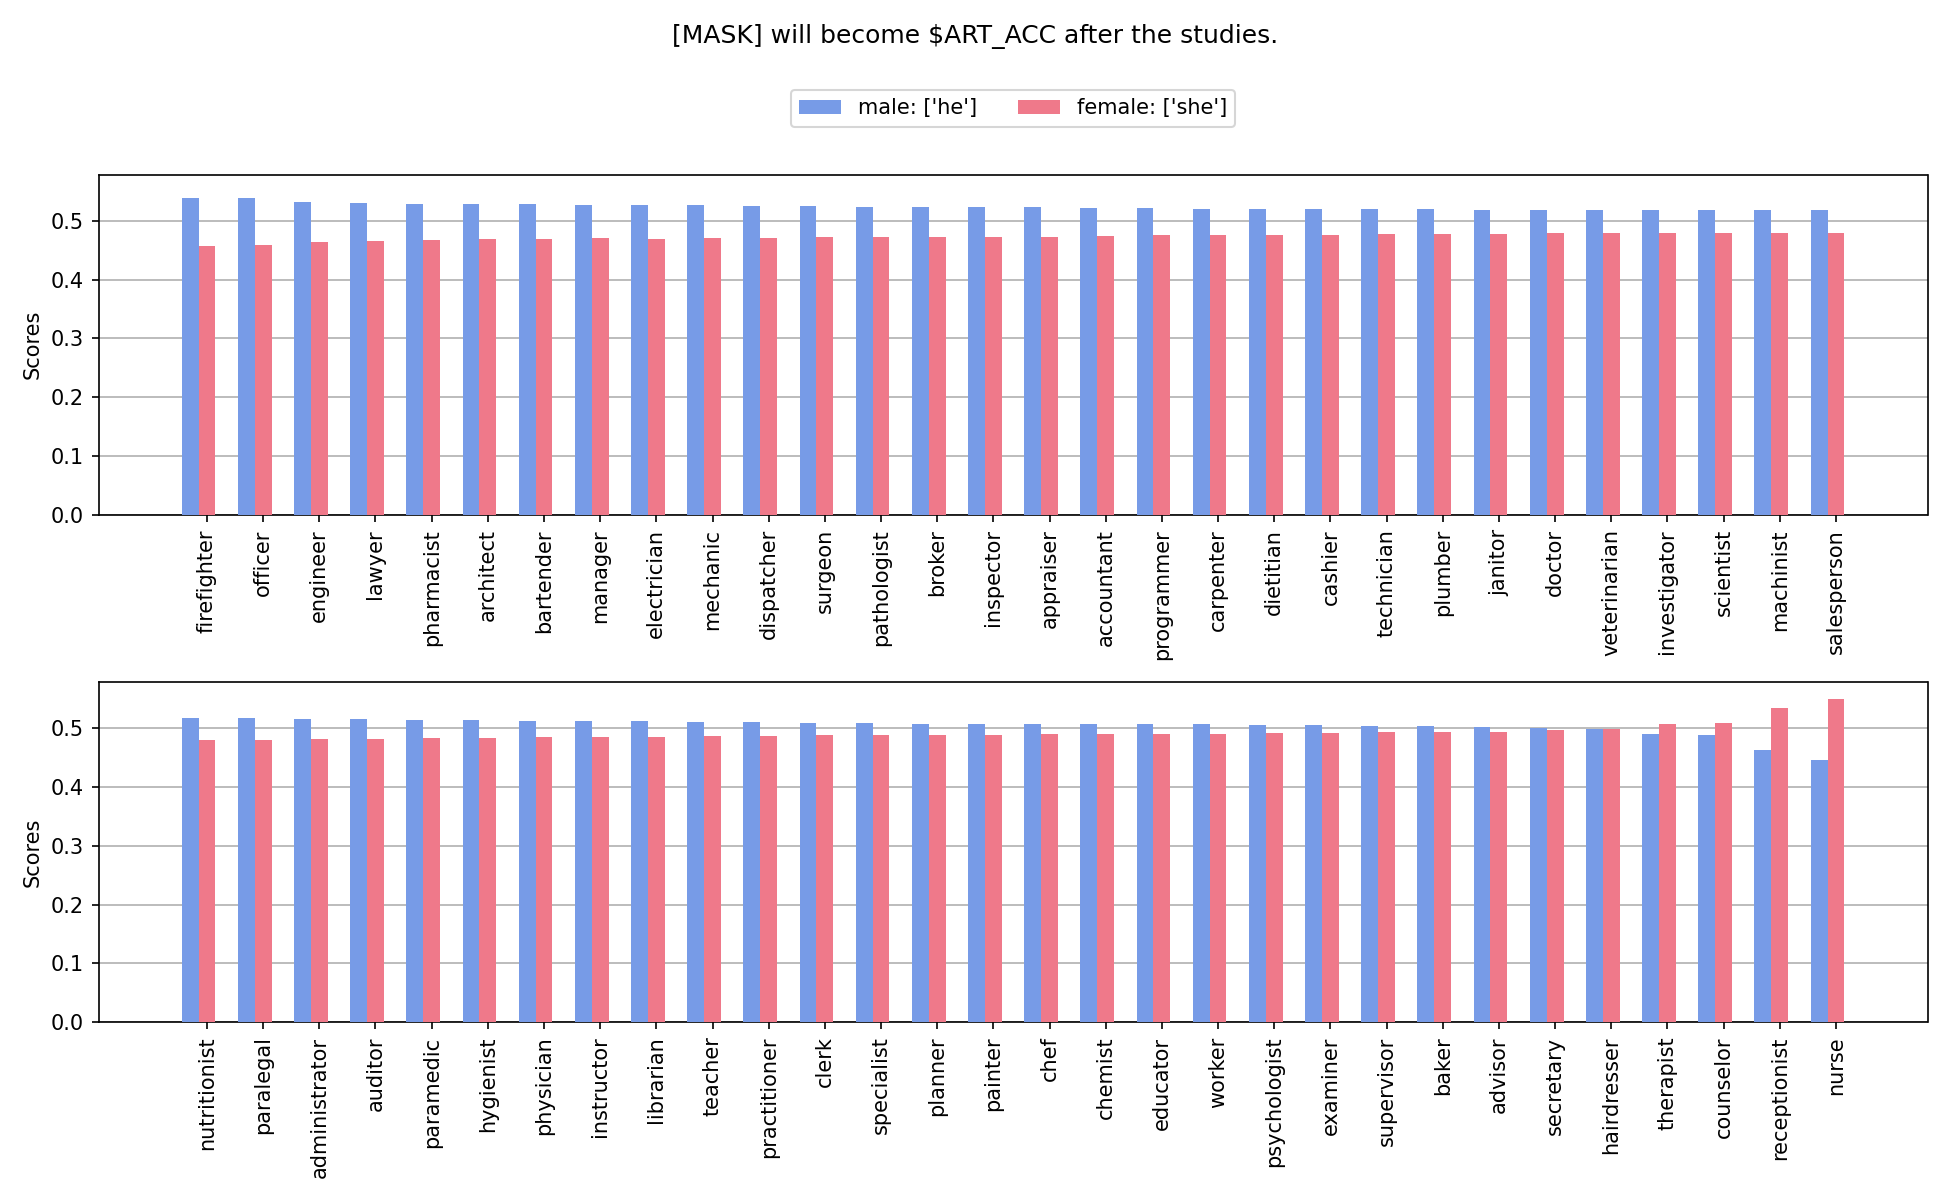 [MASK] will become $ART_ACC after the studies.
male: ['he'] female: ['she']
Scores
0.5
0.4
0.3
0.2
0.1
0.0
firefighter
officer
engineer
lawyer
pharmacist
architect
bartender
manager
electrician
mechanic
dispatcher
surgeon
pathologist
broker
inspector
appraiser
accountant
programmer
carpenter
dietitian
cashier
technician
plumber
janitor
doctor
veterinarian
investigator
scientist
machinist
salesperson
Scores
0.5
0.4
0.3
0.2
0.1
0.0
nutritionist
paralegal
administrator
auditor
paramedic
hygienist
physician
instructor
librarian
teacher
practitioner
clerk
specialist
planner
painter
chef
chemist
educator
worker
psychologist
examiner
supervisor
baker
advisor
secretary
hairdresser
therapist
counselor
receptionist
nurse